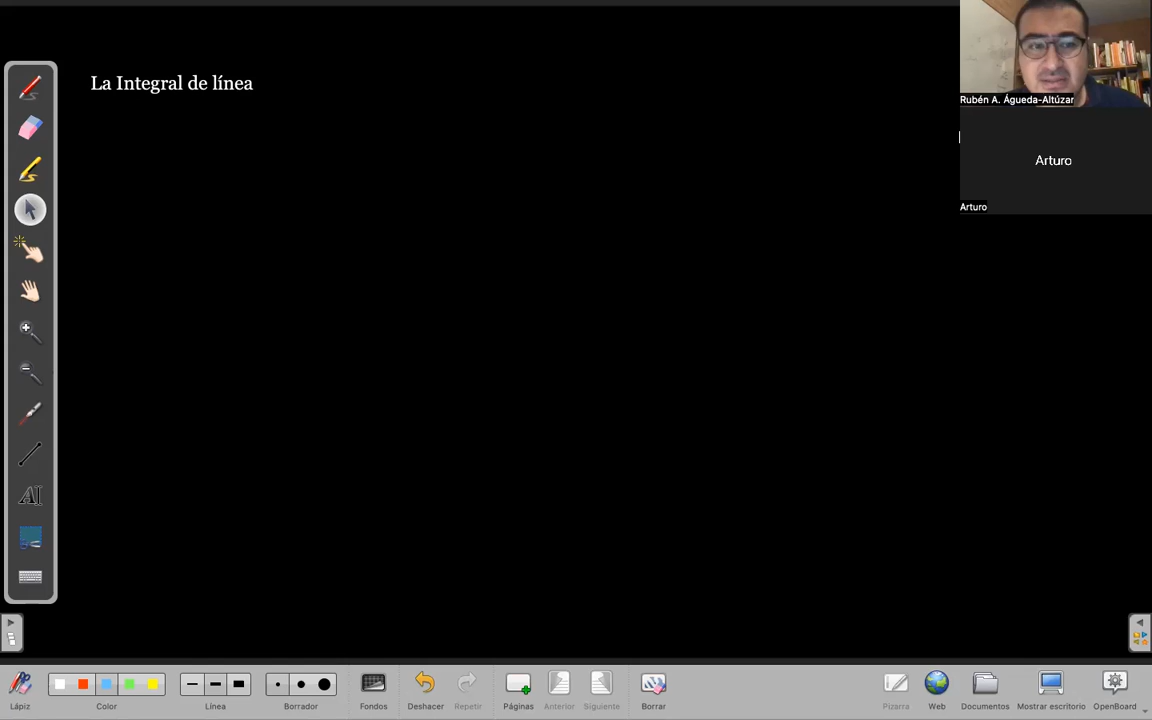 La Integral de línea
Rubén A. Águeda-Altúzar
Arturo
Arturo
Lápiz
Color
Línea
Borrador
Fondos
Deshacer
Repetir
Páginas
Anterior
Siguiente
Borrar
Pizarra
Web
Documentos
Mostrar escritorio
OpenBoard